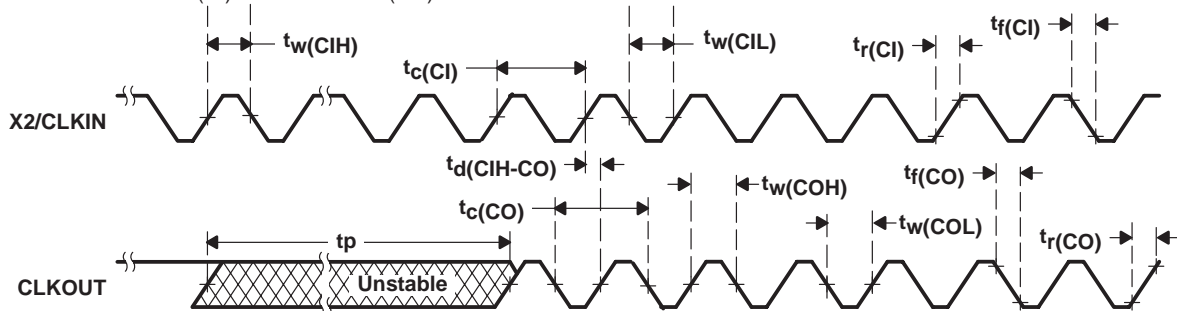 tw(CIH)
tw(CIL)
tr(CI)
tf(CI)
tc(CI)
X2/CLKIN
td(CIH-CO)
tw(COH)
tf(CO)
tc(CO)
tw(COL)
tr(CO)
tp
CLKOUT
Unstable